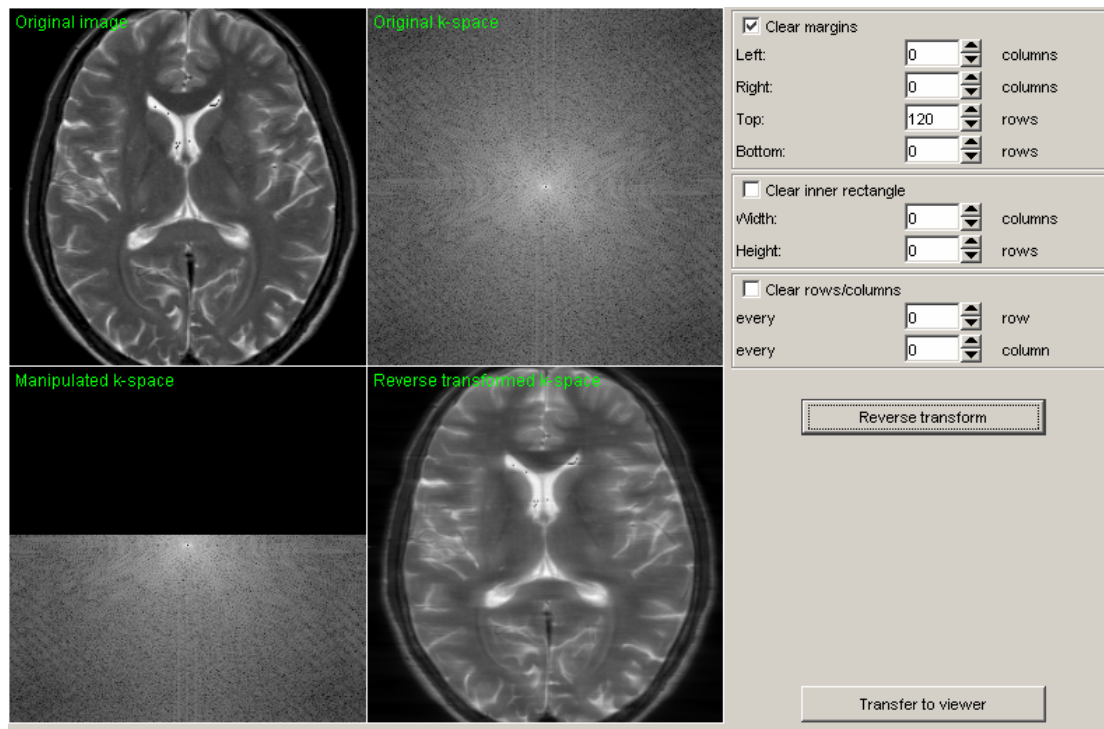 Original image
Original k-space
Manipulated k-space
Reverse transformed k-space
Clear margins
Left: 0 columns
Right: 0 columns
Top: 120 rows
Bottom: 0 rows
Clear inner rectangle
Width: 0 columns
Height: 0 rows
Clear rows/columns
every 0 row
every 0 column
Reverse transform
Transfer to viewer